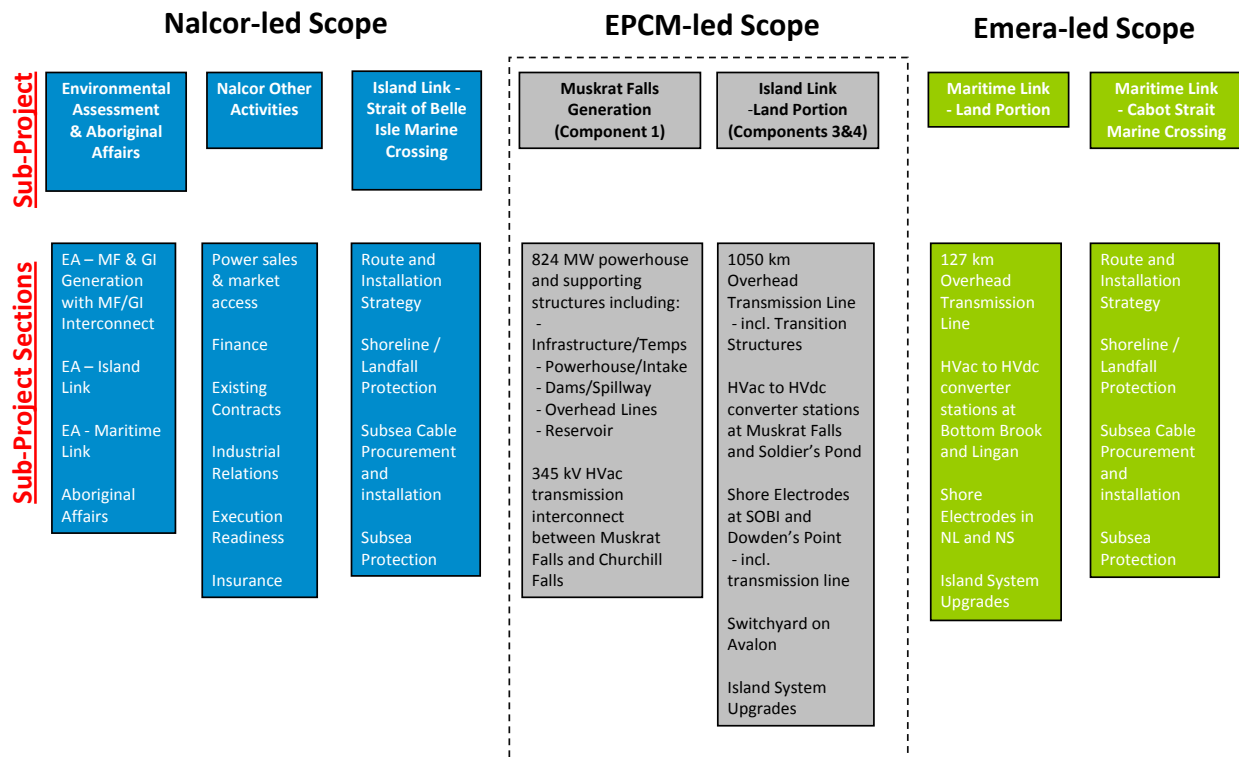 Nalcor-led Scope
EPCM-led Scope
Emera-led Scope
Sub-Project
Environmental
Assessment
& Aboriginal
Affairs
Nalcor Other
Activities
Island Link -
Strait of Belle
Isle Marine
Crossing
Muskrat Falls
Generation
(Component 1)
Island Link
-Land Portion
(Components 3&4)
Maritime Link
- Land Portion
Maritime Link
- Cabot Strait
Marine Crossing
Sub-Project Sections
EA – MF & GI
Generation
with MF/GI
Interconnect
EA – Island
Link
EA - Maritime
Link
Aboriginal
Affairs
Power sales
& market
access
Finance
Existing
Contracts
Industrial
Relations
Execution
Readiness
Insurance
Route and
Installation
Strategy
Shoreline /
Landfall
Protection
Subsea Cable
Procurement
and
installation
Subsea
Protection
824 MW powerhouse
and supporting
structures including:
-
Infrastructure/Temps
- Powerhouse/Intake
- Dams/Spillway
- Overhead Lines
- Reservoir
345 kV HVac
transmission
interconnect
between Muskrat
Falls and Churchill
Falls
1050 km
Overhead
Transmission Line
- incl. Transition
Structures
HVac to HVdc
converter stations
at Muskrat Falls
and Soldier’s Pond
Shore Electrodes
at SOBI and
Dowden’s Point
- incl.
transmission line
Switchyard on
Avalon
Island System
Upgrades
127 km
Overhead
Transmission
Line
HVac to HVdc
converter
stations at
Bottom Brook
and Lingan
Shore
Electrodes in
NL and NS
Island System
Upgrades
Route and
Installation
Strategy
Shoreline /
Landfall
Protection
Subsea Cable
Procurement
and
installation
Subsea
Protection